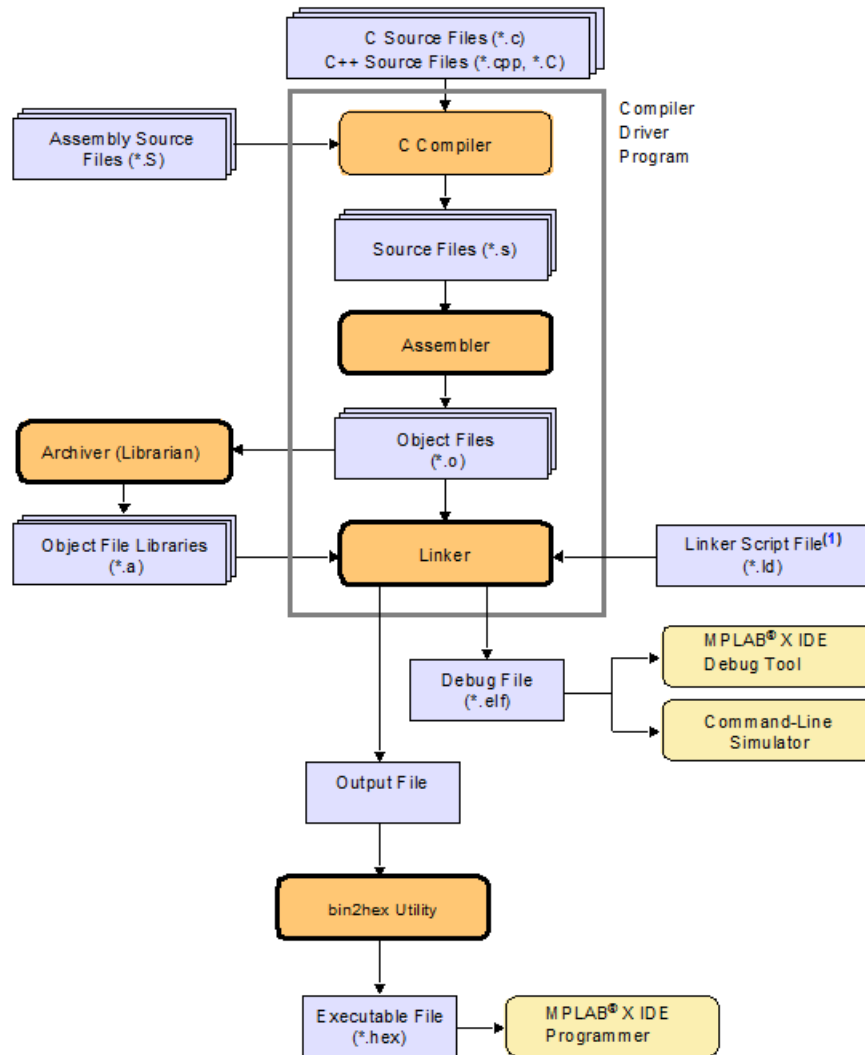 C Source Files (*.c)
C++ Source Files (*.cpp, *.C)
Compiler
Driver
Program
Assembly Source
Files (*.S)
C Compiler
Source Files (*.s)
Assembler
Archiver (Librarian)
Object Files
(*.o)
Object File Libraries
(*.a)
Linker
Linker Script File(1)
(*.ld)
Debug File
(*.elf)
MPLAB® X IDE
Debug Tool
Command-Line
Simulator
Output File
bin2hex Utility
Executable File
(*.hex)
MPLAB® X IDE
Programmer